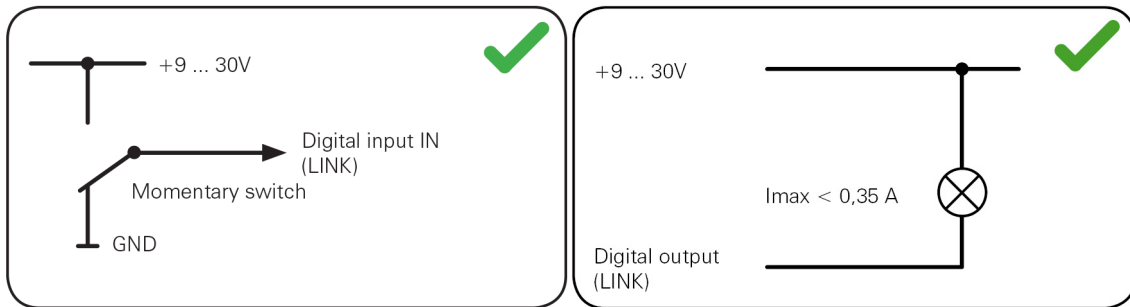 +9 ... 30V
Digital input IN
(LINK)
Momentary switch
GND
+9 ... 30V
Imax < 0,35 A
Digital output
(LINK)